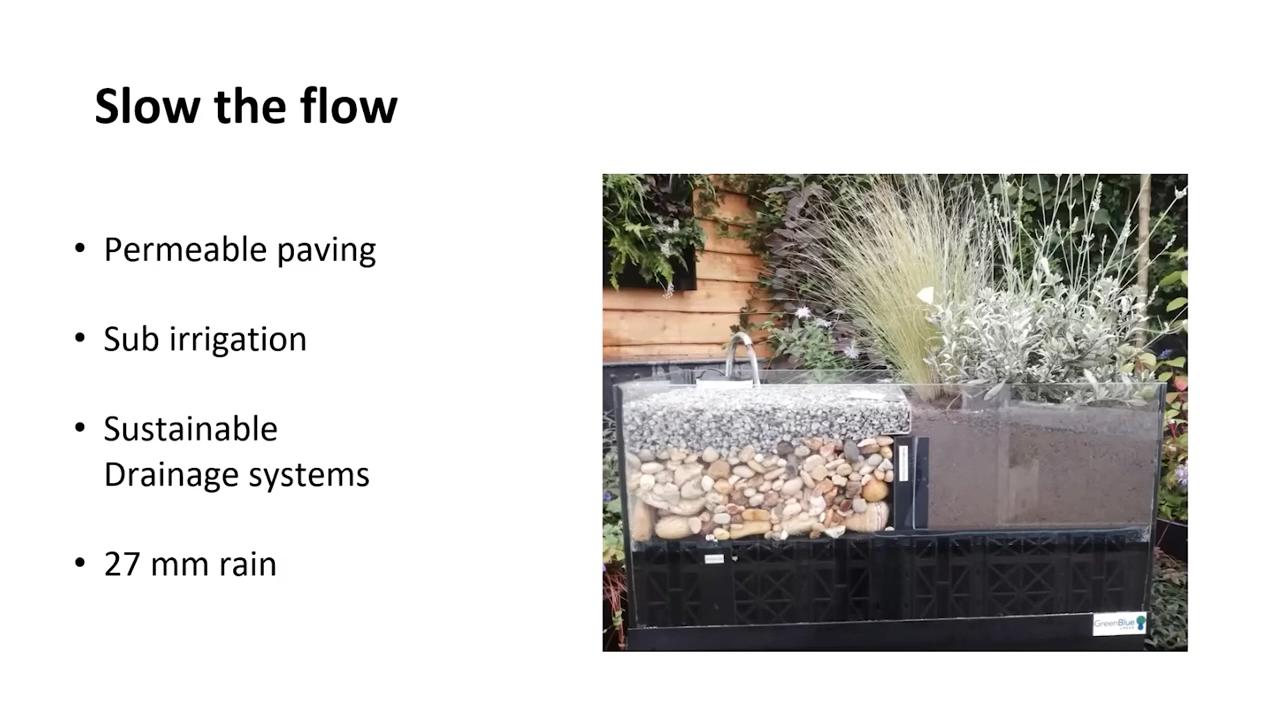 Slow the flow
• Permeable paving
• Sub irrigation
• Sustainable
Drainage systems
• 27 mm rain
GreenBlue